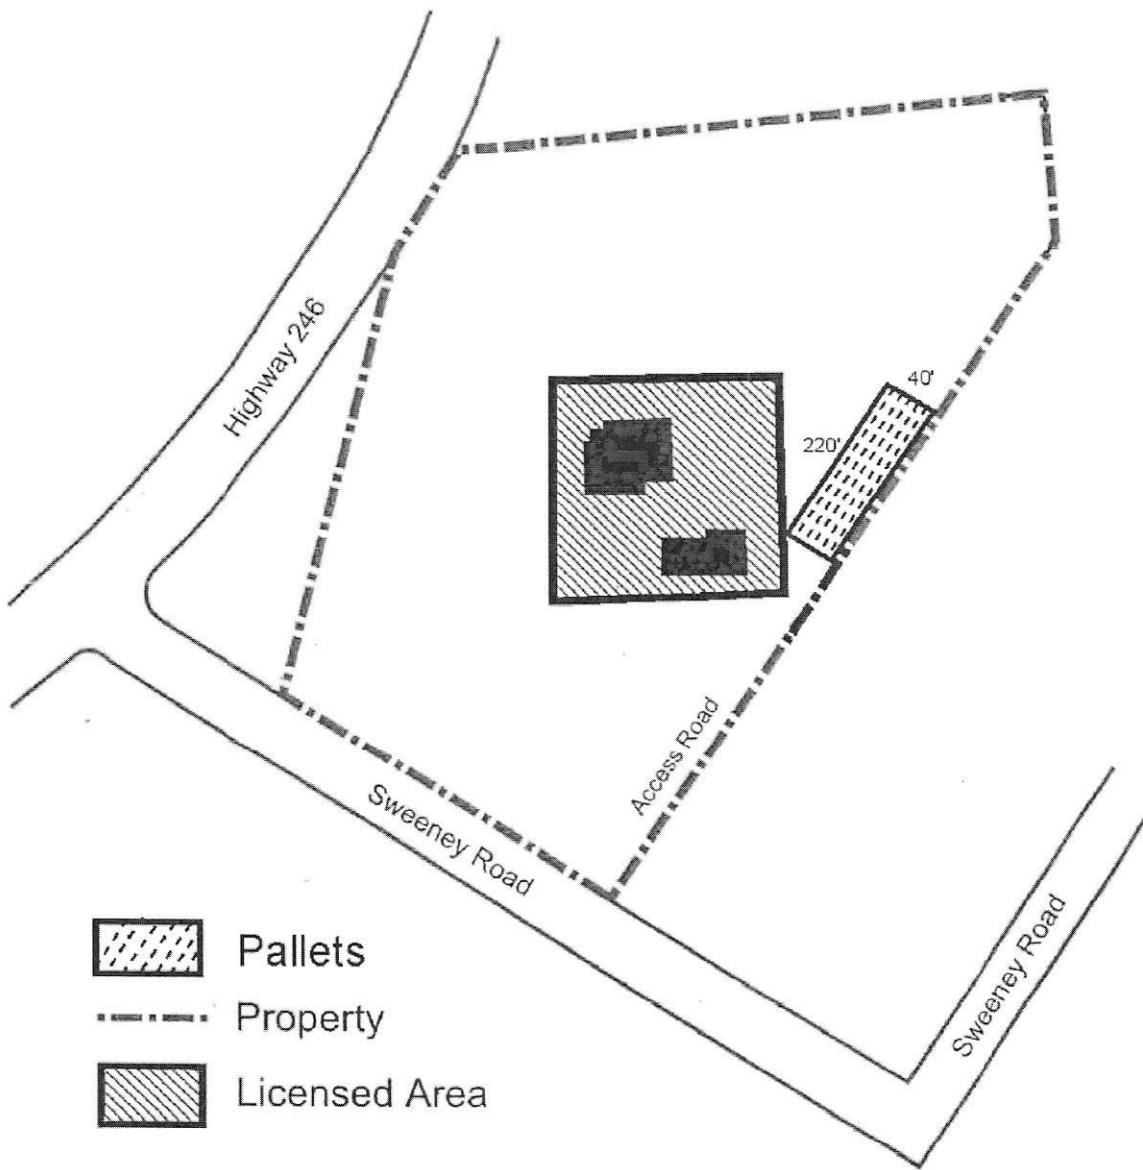 Highway 246
40'
220'
Access Road
Sweeney Road
Sweeney Road
Pallets
Property
Licensed Area